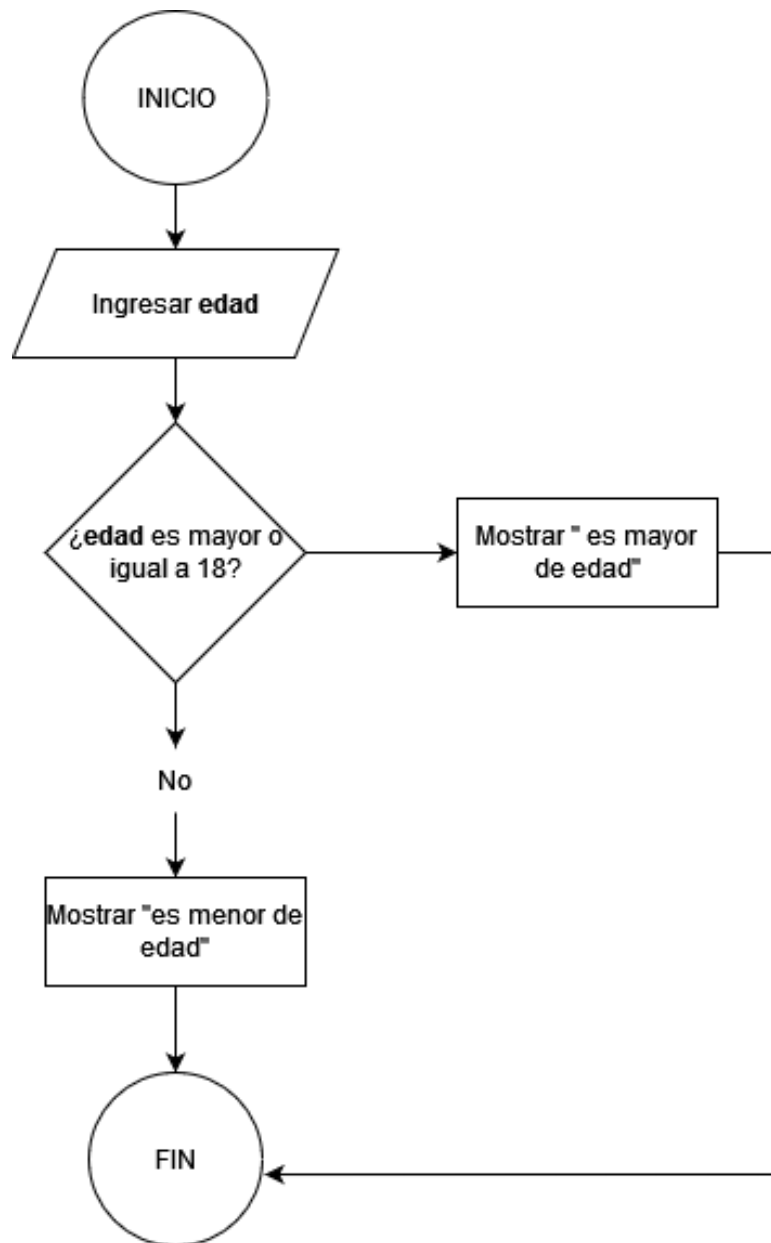 INICIO
Ingresar edad
¿edad es mayor o
igual a 18?
Mostrar " es mayor
de edad"
No
Mostrar "es menor de
edad"
FIN